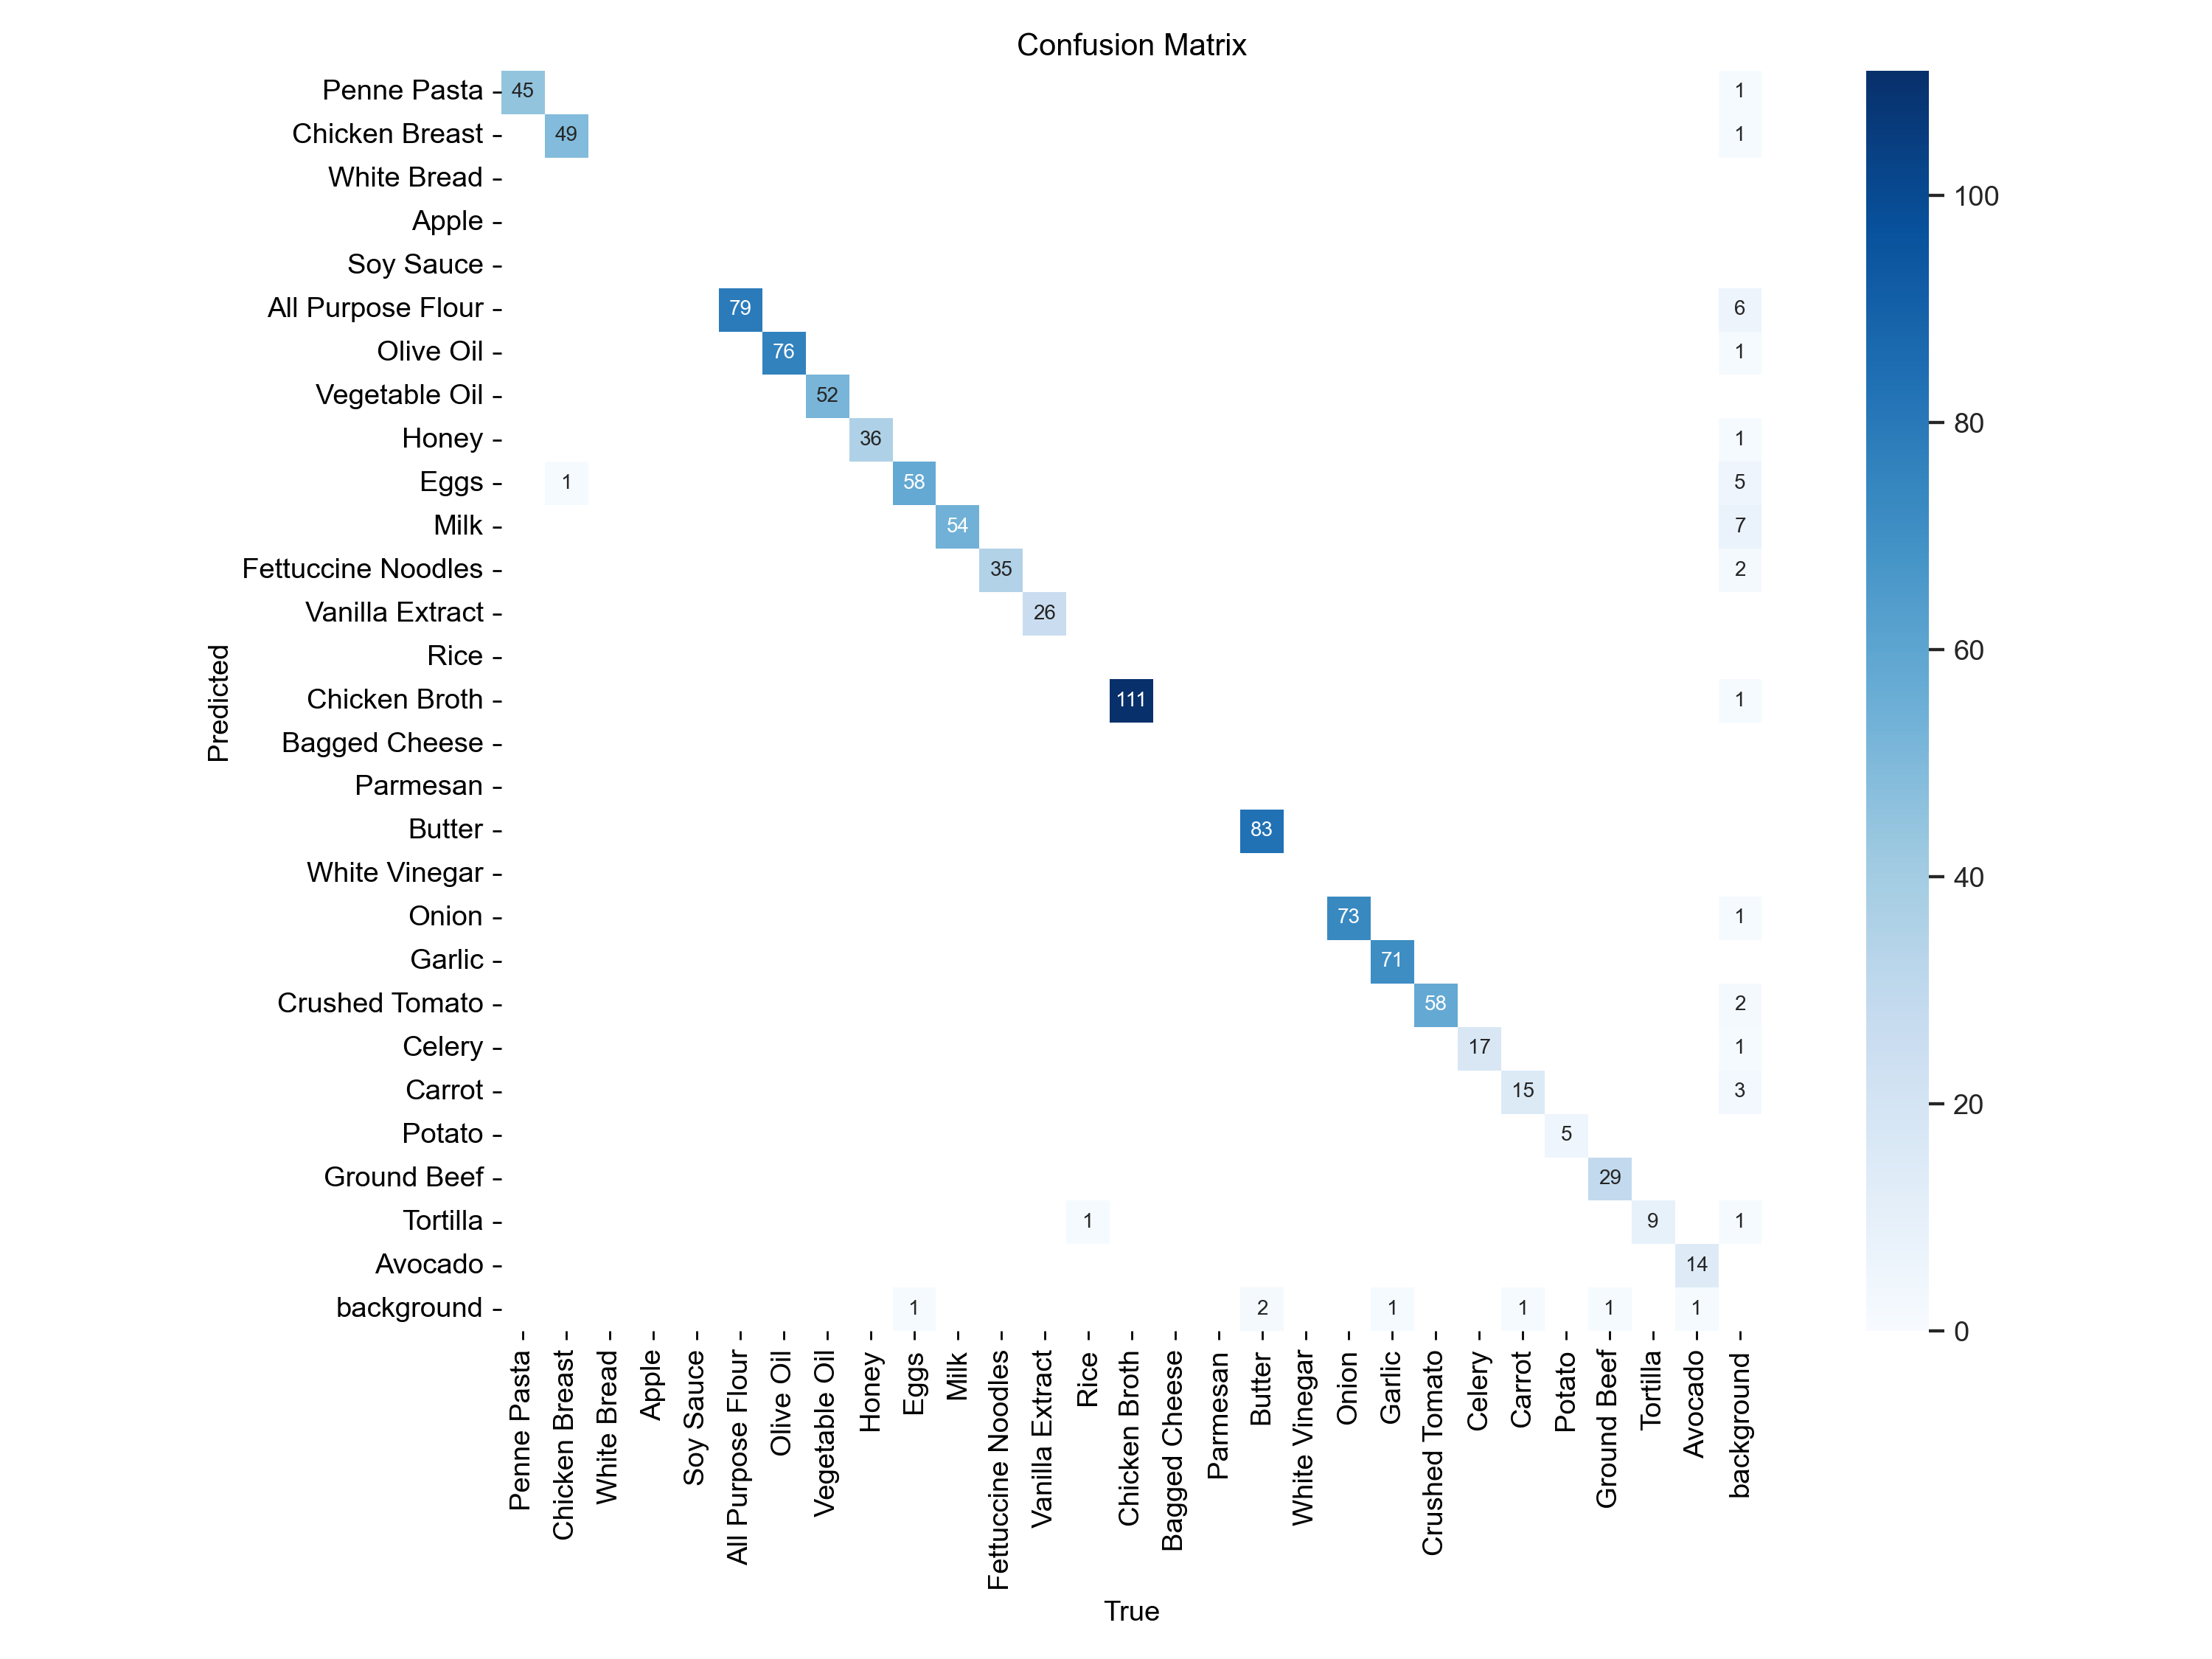 Confusion Matrix
Penne Pasta 45 1
Chicken Breast 49 1
White Bread
Apple
Soy Sauce
All Purpose Flour 79 6
Olive Oil 76 1
Vegetable Oil 52
Honey 36 1
Eggs 1 58 5
Milk 54 7
Fettuccine Noodles 35 2
Vanilla Extract 26
Rice
Chicken Broth 111 1
Bagged Cheese
Parmesan
Butter 83
White Vinegar
Onion 73 1
Garlic 71
Crushed Tomato 58 2
Celery 17 1
Carrot 15 3
Potato 5
Ground Beef 29
Tortilla 1 9 1
Avocado 14
background 1 2 1 1 1 1
Predicted
Penne Pasta
Chicken Breast
White Bread
Apple
Soy Sauce
All Purpose Flour
Olive Oil
Vegetable Oil
Honey
Eggs
Milk
Fettuccine Noodles
Vanilla Extract
Rice
Chicken Broth
Bagged Cheese
Parmesan
Butter
White Vinegar
Onion
Garlic
Crushed Tomato
Celery
Carrot
Potato
Ground Beef
Tortilla
Avocado
background
True
100
80
60
40
20
0